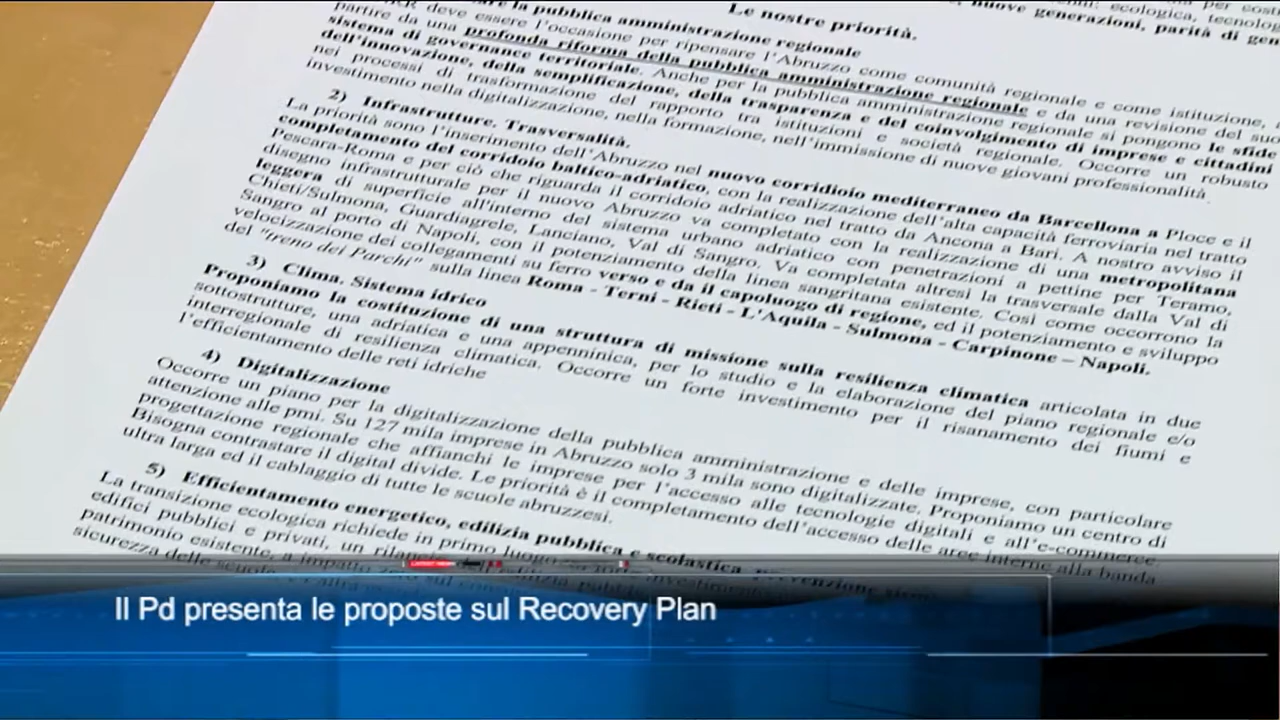 Le nostre priorità.
nuove generazioni, parità di gen
la pubblica amministrazione regionale
deve essere l'occasione per ripensare l'Abruzzo come comunità regionale e come istituzione,
partire da una profonda riforma della pubblica amministrazione regionale e da una revisione del suo
sistema di governance territoriale. Anche per la pubblica amministrazione regionale si pongono le sfide
dell'innovazione, della semplificazione, della trasparenza e del coinvolgimento di imprese e cittadini
nei processi di trasformazione del rapporto tra istituzioni e società regionale. Occorre un robusto
investimento nella digitalizzazione, nella formazione, nell'immissione di nuove giovani professionalità.
2) Infrastrutture. Trasversalità.
La priorità sono l'inserimento dell'Abruzzo nel nuovo corridioio mediterraneo da Barcellona a Ploce e il
completamento del corridoio baltico-adriatico, con la realizzazione dell'alta capacità ferroviaria nel tratto
Pescara-Roma e per ciò che riguarda il corridoio adriatico nel tratto da Ancona a Bari. A nostro avviso il
disegno infrastrutturale per il nuovo Abruzzo va completato con la realizzazione di una metropolitana
leggera di superficie all'interno del sistema urbano adriatico con penetrazioni a pettine per Teramo,
Chieti/Sulmona, Guardiagrele, Lanciano, Val di Sangro. Va completata altresì la trasversale dalla Val di
Sangro al porto di Napoli, con il potenziamento della linea sangritana esistente. Così come occorrono la
velocizzazione dei collegamenti su ferro verso e da il capoluogo di regione, ed il potenziamento e sviluppo
del "treno dei Parchi" sulla linea Roma - Terni - Rieti - L'Aquila - Sulmona - Carpinone – Napoli.
3) Clima. Sistema idrico
Proponiamo la costituzione di una struttura di missione sulla resilienza climatica articolata in due
sottostrutture, una adriatica e una appenninica, per lo studio e la elaborazione del piano regionale e/o
interregionale di resilienza climatica. Occorre un forte investimento per il risanamento dei fiumi e
l'efficientamento delle reti idriche
4) Digitalizzazione
Occorre un piano per la digitalizzazione della pubblica amministrazione e delle imprese, con particolare
attenzione alle pmi. Su 127 mila imprese in Abruzzo solo 3 mila sono digitalizzate. Proponiamo un centro di
progettazione regionale che affianchi le imprese per l'accesso alle tecnologie digitali e all'e-commerce.
Bisogna contrastare il digital divide. Le priorità è il completamento dell'accesso delle aree interne alla banda
ultra larga ed il cablaggio di tutte le scuole abruzzesi.
5) Efficientamento energetico, edilizia pubblica e scolastica, prevenzione
La transizione ecologica richiede in primo luogo
edifici pubblici e privati, un
patrimonio esistente, a impatto
sicurezza delle
LATEST NEWS
Il Pd presenta le proposte sul Recovery Plan